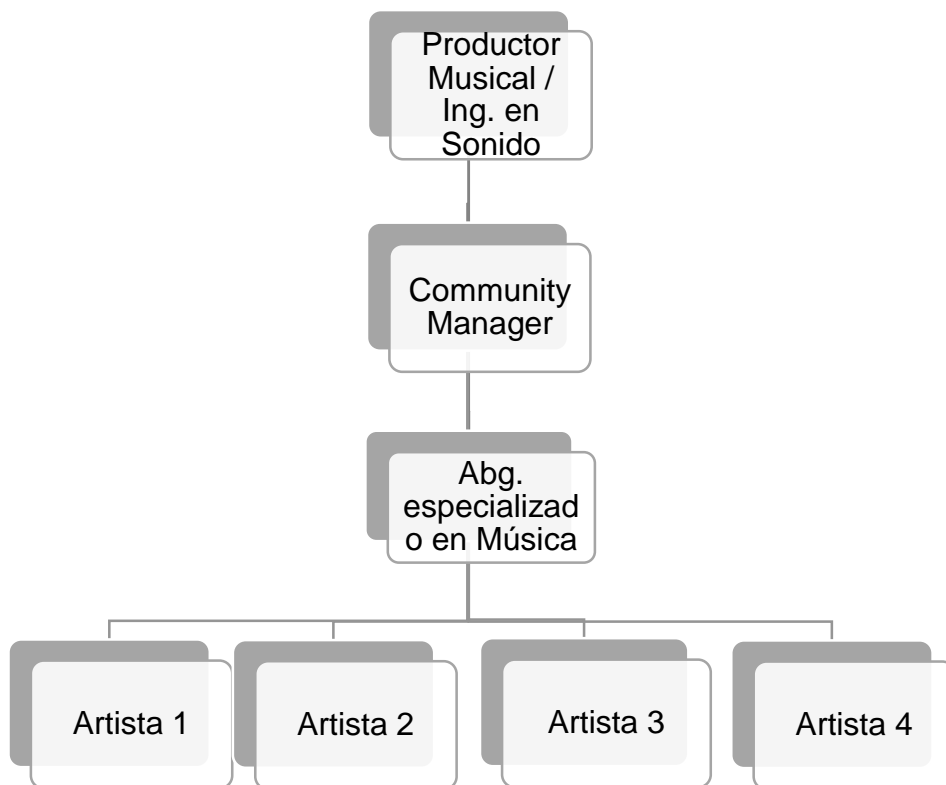 Productor
Musical /
Ing. en
Sonido
Community
Manager
Abg.
especializad
o en Música
Artista 1
Artista 2
Artista 3
Artista 4